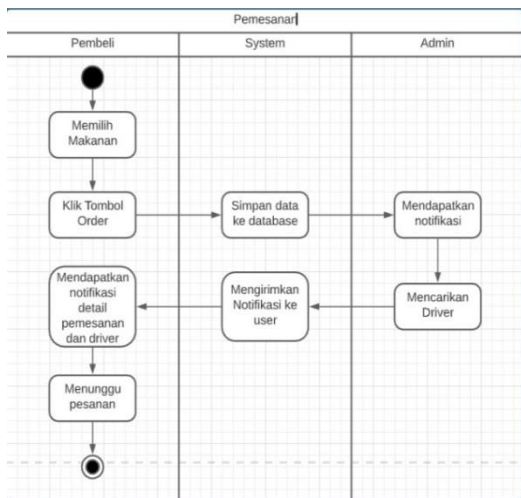 Pemesanan
Pembeli
System
Admin
Memilih
Makanan
Klik Tombol
Order
Simpan data
ke database
Mendapatkan
notifikasi
Mendapatkan
notifikasi
detail
pemesanan
dan driver
Mengirimkan
Notifikasi ke
user
Mencarikan
Driver
Menunggu
pesanan